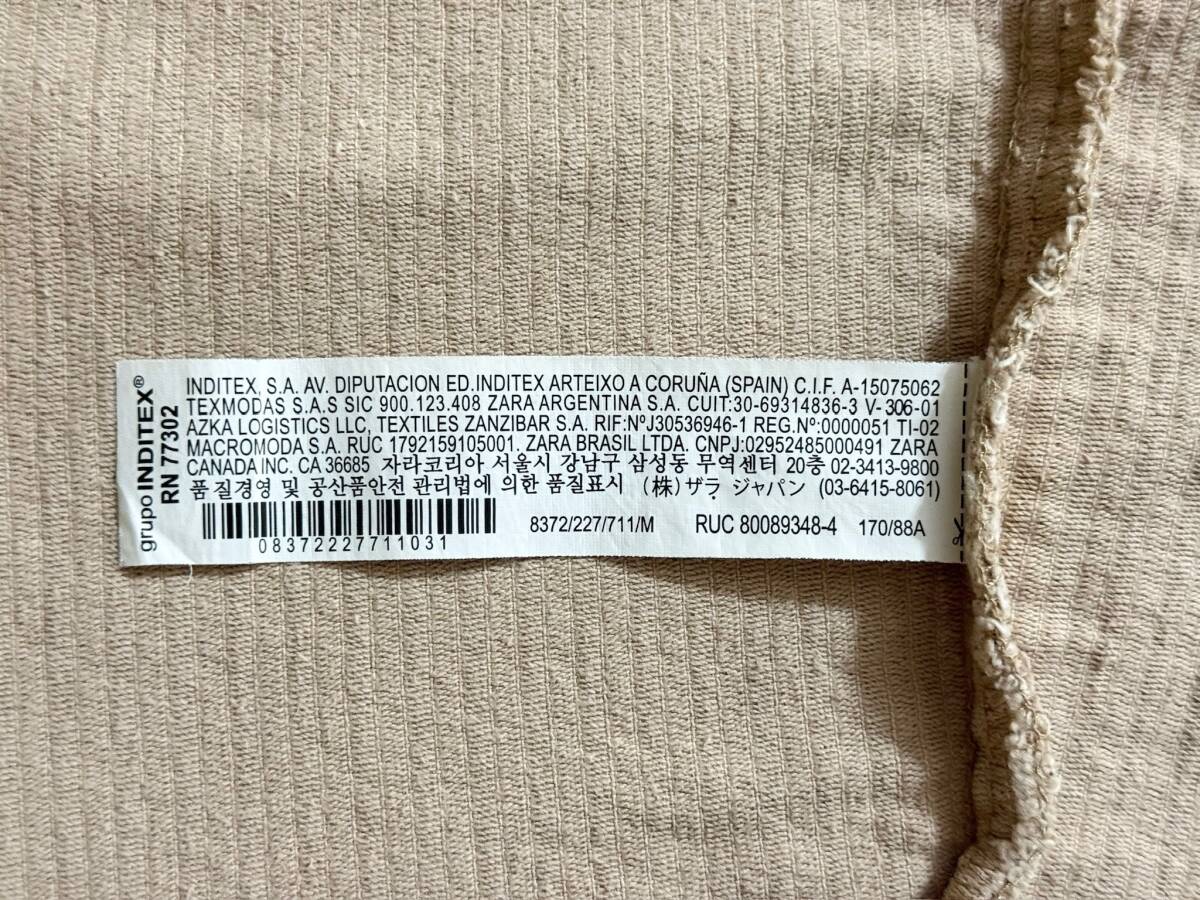 grupo INDITEX®
RN 77302
INDITEX, S.A. AV. DIPUTACION ED.INDITEX ARTEIXO A CORUÑA (SPAIN) C.I.F. A-15075062
TEXMODAS S.A.S SIC 900.123.408 ZARA ARGENTINA S.A. CUIT:30-69314836-3 V-306-01
AZKA LOGISTICS LLC, TEXTILES ZANZIBAR S.A. RIF:NºJ30536946-1 REG.Nº:0000051 TI-02
MACROMODA S.A. RUC 1792159105001. ZARA BRASIL LTDA. CNPJ:02952485000491 ZARA
CANADA INC. CA 36685 자라코리아 서울시 강남구 삼성동 무역센터 20층 02-3413-9800
품질경영 및 공산품안전 관리법에 의한 품질표시 (株)ザラ ジャパン (03-6415-8061)
08372227711031 8372/227/711/M RUC 80089348-4 170/88A